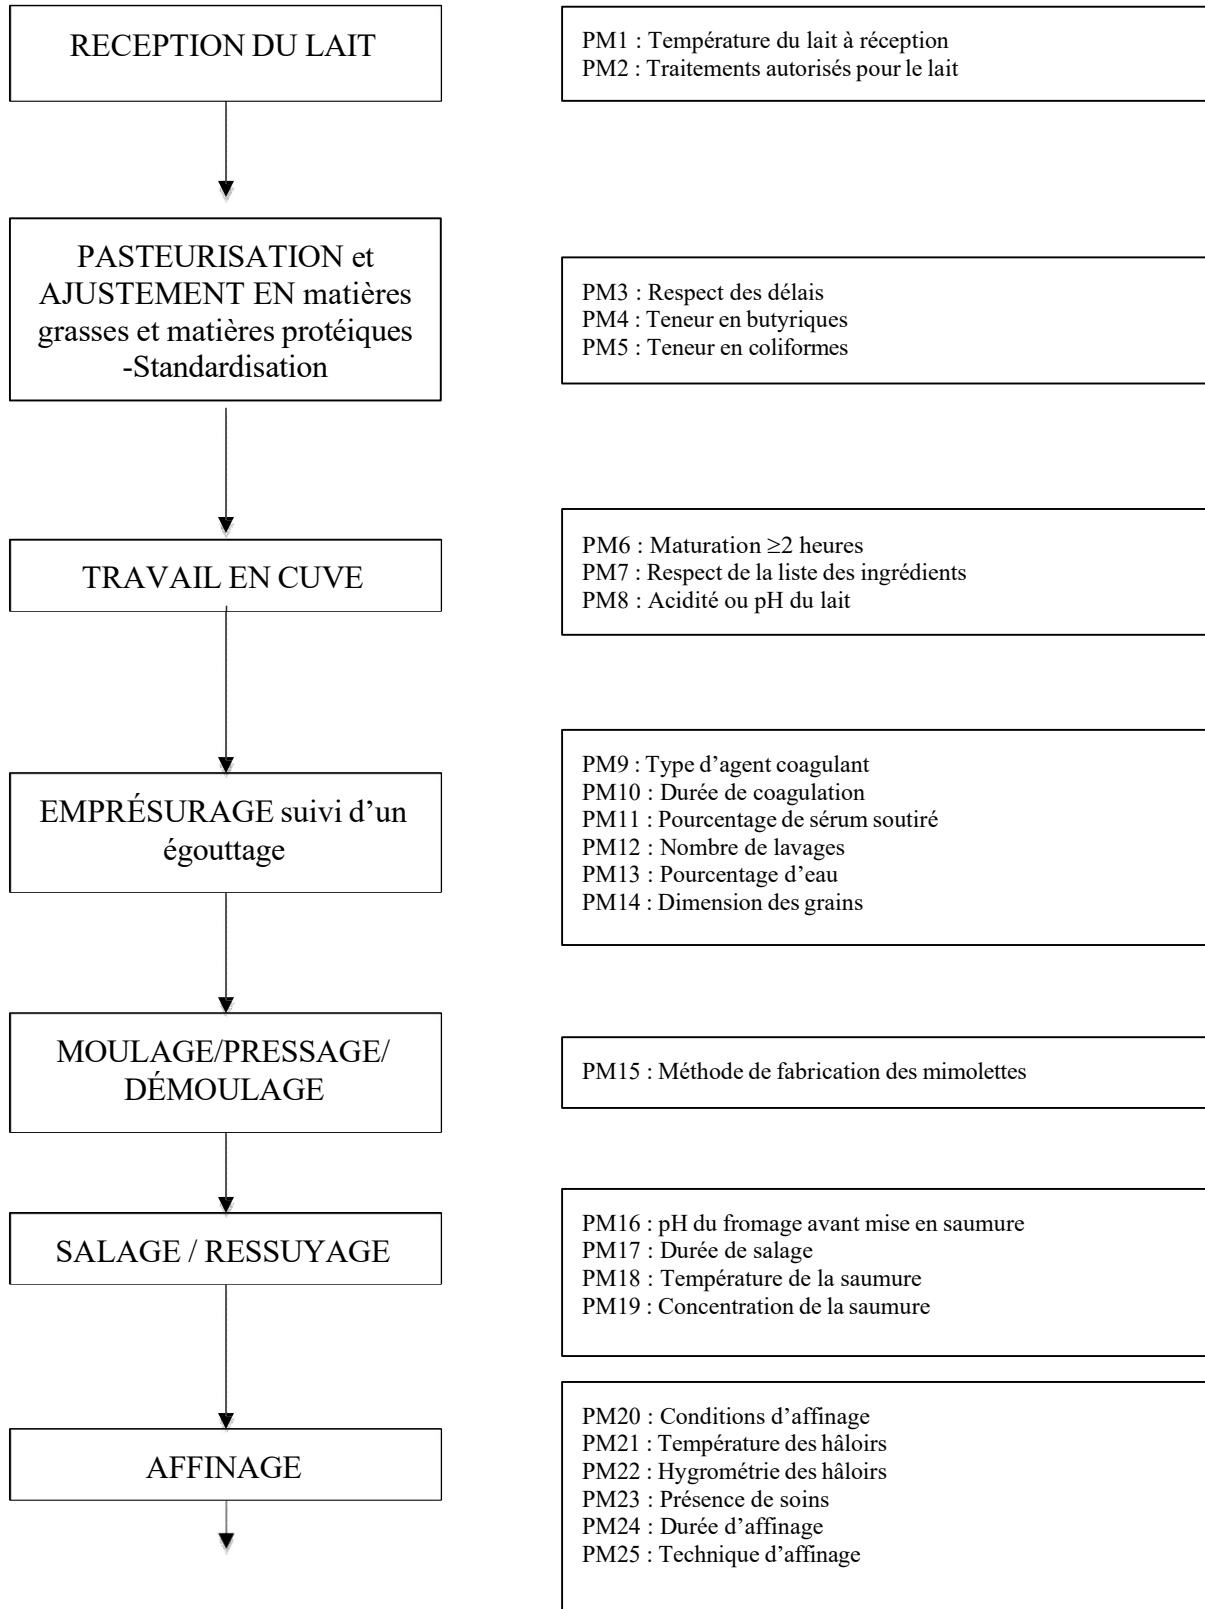 RECEPTION DU LAIT
PM1 : Température du lait à réception
PM2 : Traitements autorisés pour le lait
PASTEURISATION et
AJUSTEMENT EN matières
grasses et matières protéiques
-Standardisation
PM3 : Respect des délais
PM4 : Teneur en butyriques
PM5 : Teneur en coliformes
TRAVAIL EN CUVE
PM6 : Maturation ≥2 heures
PM7 : Respect de la liste des ingrédients
PM8 : Acidité ou pH du lait
EMPRÉSURAGE suivi d’un
égouttage
PM9 : Type d’agent coagulant
PM10 : Durée de coagulation
PM11 : Pourcentage de sérum soutiré
PM12 : Nombre de lavages
PM13 : Pourcentage d’eau
PM14 : Dimension des grains
MOULAGE/PRESSAGE/
DÉMOULAGE
PM15 : Méthode de fabrication des mimolettes
SALAGE / RESSUYAGE
PM16 : pH du fromage avant mise en saumure
PM17 : Durée de salage
PM18 : Température de la saumure
PM19 : Concentration de la saumure
AFFINAGE
PM20 : Conditions d’affinage
PM21 : Température des hâloirs
PM22 : Hygrométrie des hâloirs
PM23 : Présence de soins
PM24 : Durée d’affinage
PM25 : Technique d’affinage